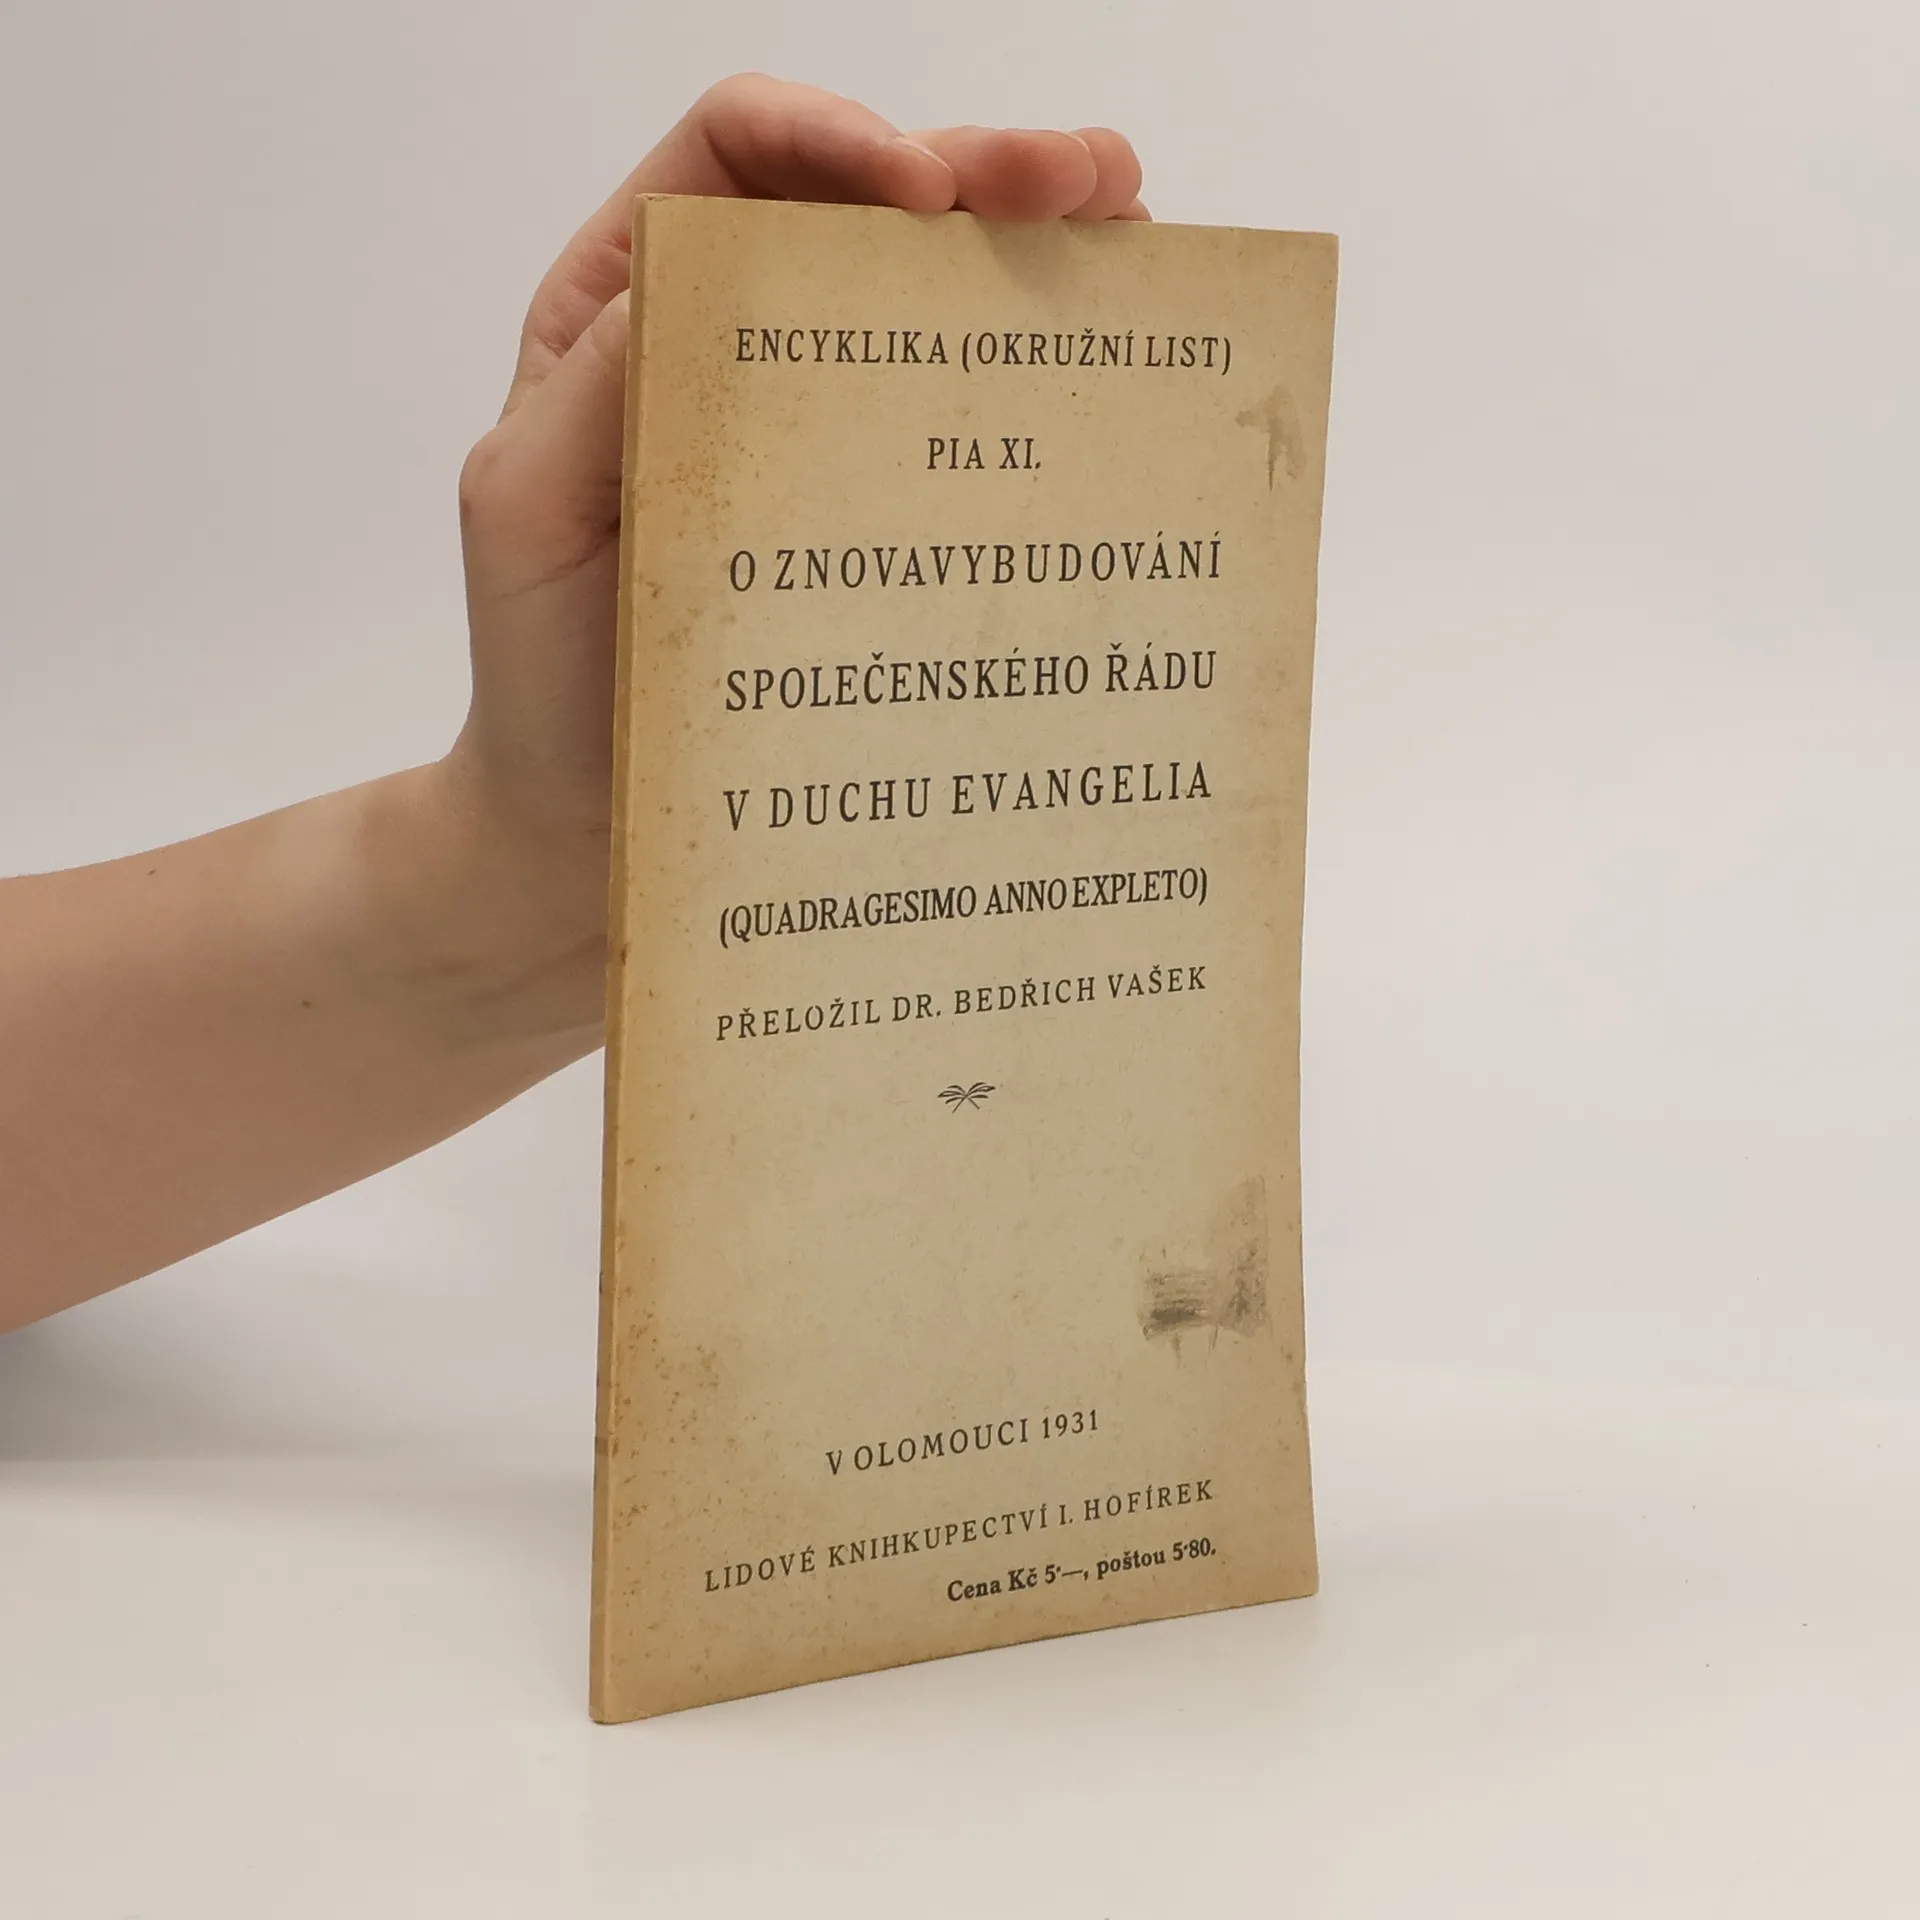 ENCYKLIKA (OKRUŽNÍ LIST)
PIA XI.
O ZNOVAVYBUDOVÁNÍ
SPOLEČENSKÉHO ŘÁDU
V DUCHU EVANGELIA
(QUADRAGESIMO ANNO EXPLETO)
PŘELOŽIL DR. BEDŘICH VAŠEK
V OLOMOUCI 1931
LIDOVÉ KNIHKUPECTVÍ I. HOFÍREK
Cena Kč 5·—, poštou 5·80.